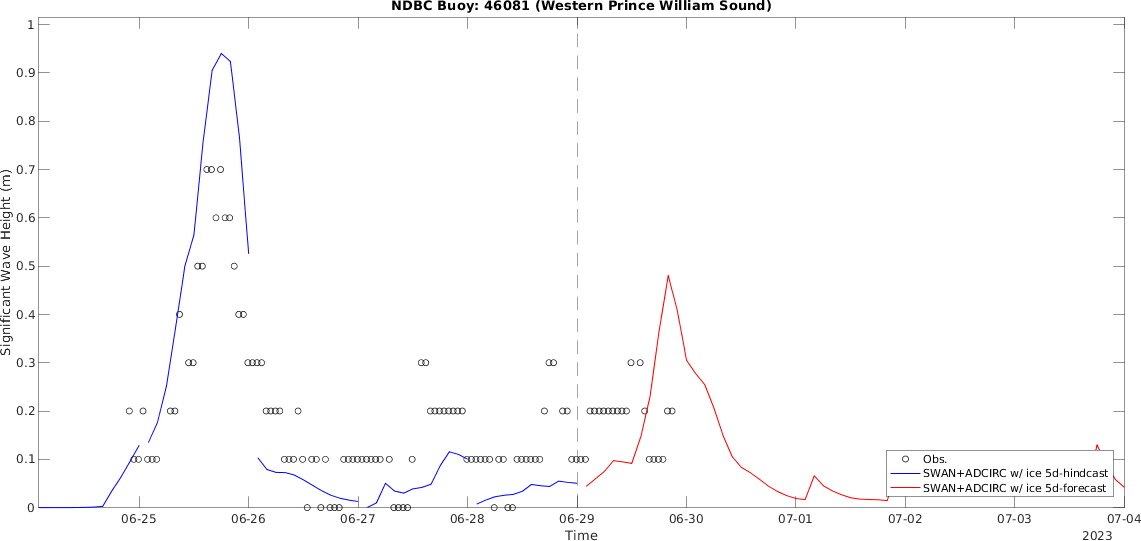 NDBC Buoy: 46081 (Western Prince William Sound)
1
0.9
0.8
0.7
0.6
0.5
0.4
0.3
0.2
0.1
0
Significant Wave Height (m)
Obs.
SWAN+ADCIRC w/ ice 5d-hindcast
SWAN+ADCIRC w/ ice 5d-forecast
06-25 06-26 06-27 06-28 06-29 06-30 07-01 07-02 07-03 07-04
Time
2023